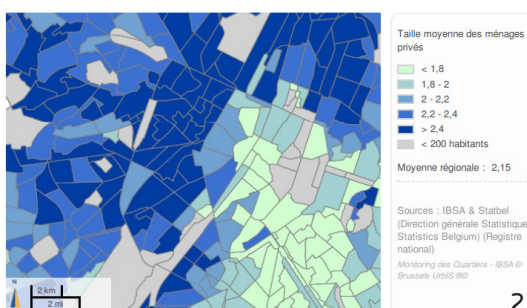 Taille moyenne des ménages
privés
< 1,8
1,8 - 2
2 - 2,2
2,2 - 2,4
> 2,4
< 200 habitants
Moyenne régionale : 2,15
Sources : IBSA & Statbel
(Direction générale Statistique
Statistics Belgium) (Registre
national)
Monitoring des Quartiers - IBSA ©
Brussels UrbIS ®©
N
2 km
2 mi
2